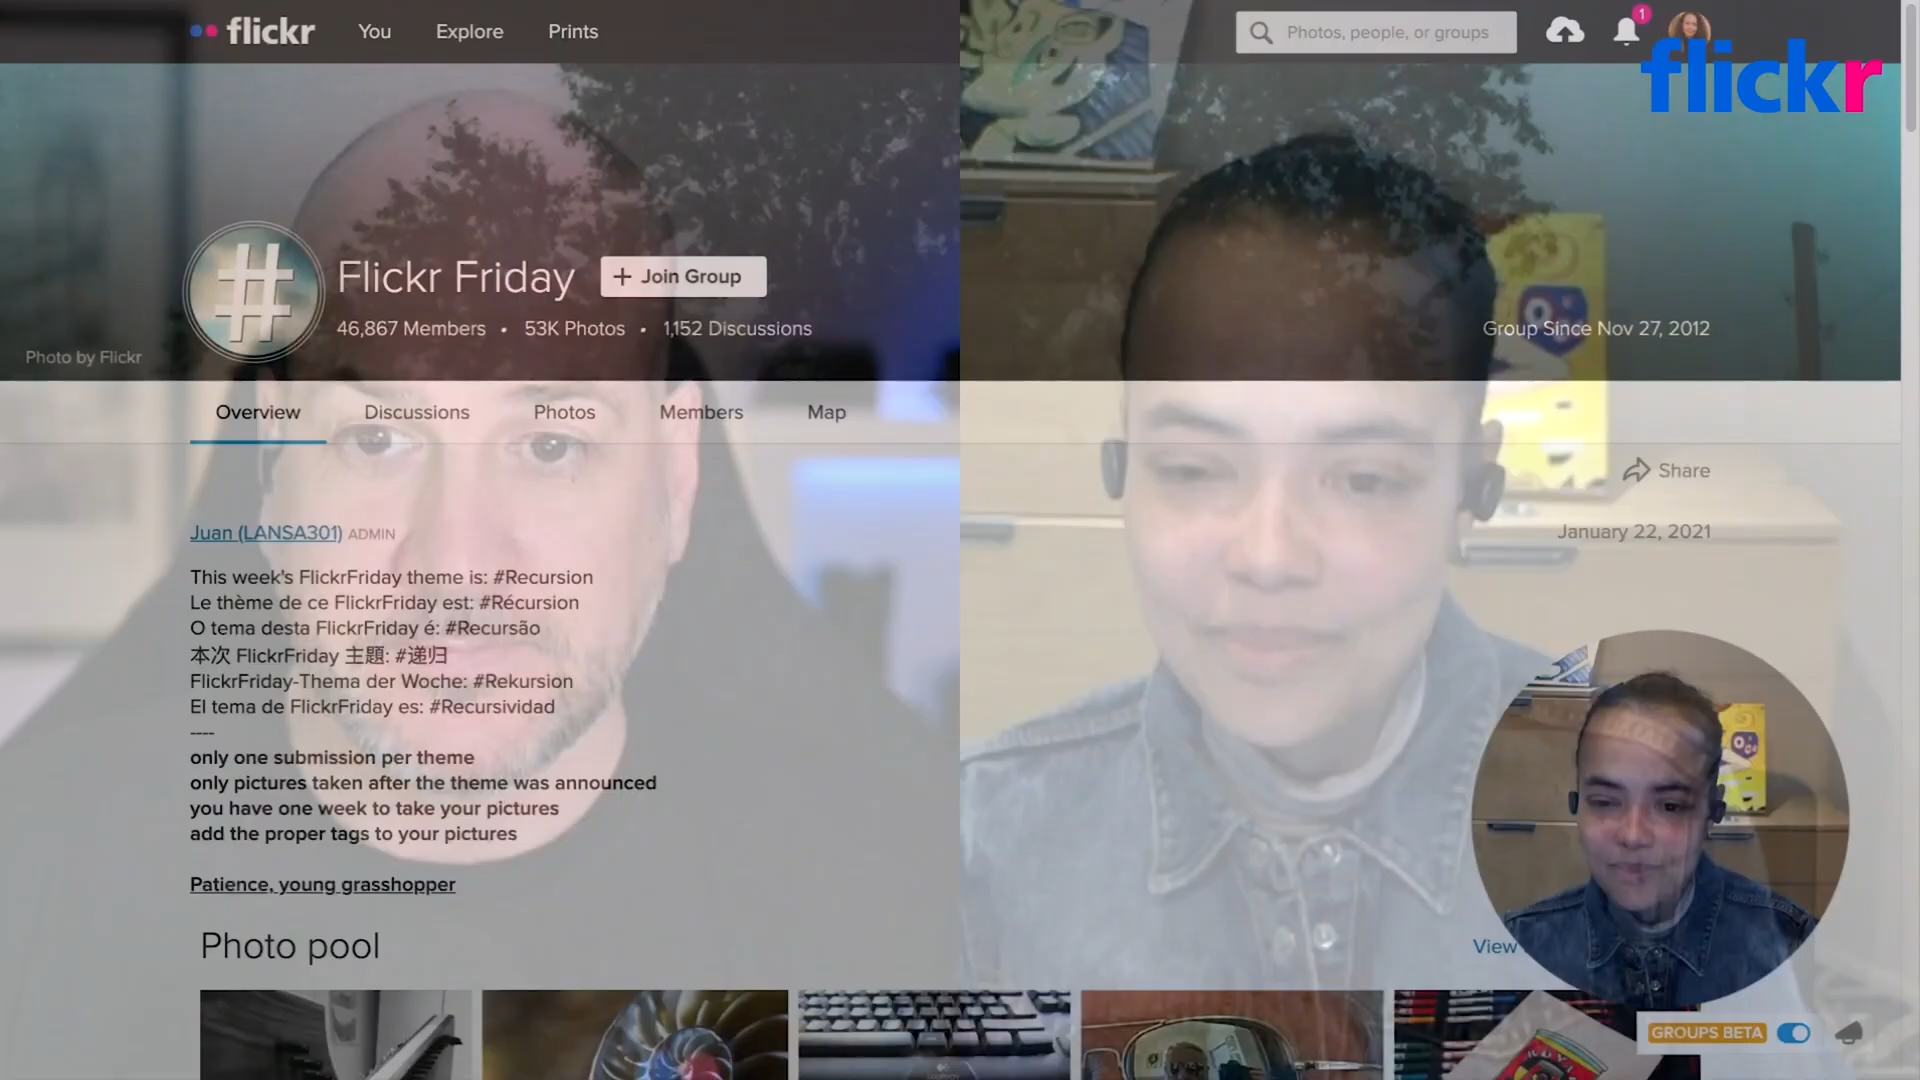 flickr
You
Explore
Prints
Photos, people, or groups
1
flickr
Flickr Friday
+ Join Group
46,867 Members • 53K Photos • 1,152 Discussions
Group Since Nov 27, 2012
Photo by Flickr
Overview
Discussions
Photos
Members
Map
Share
Juan (LANSA301) ADMIN
January 22, 2021
This week's FlickrFriday theme is: #Recursion
Le thème de ce FlickrFriday est: #Récursion
O tema desta FlickrFriday é: #Recursão
本次 FlickrFriday 主題: #递归
FlickrFriday-Thema der Woche: #Rekursion
El tema de FlickrFriday es: #Recursividad
----
only one submission per theme
only pictures taken after the theme was announced
you have one week to take your pictures
add the proper tags to your pictures
Patience, young grasshopper
Photo pool
View
GROUPS BETA